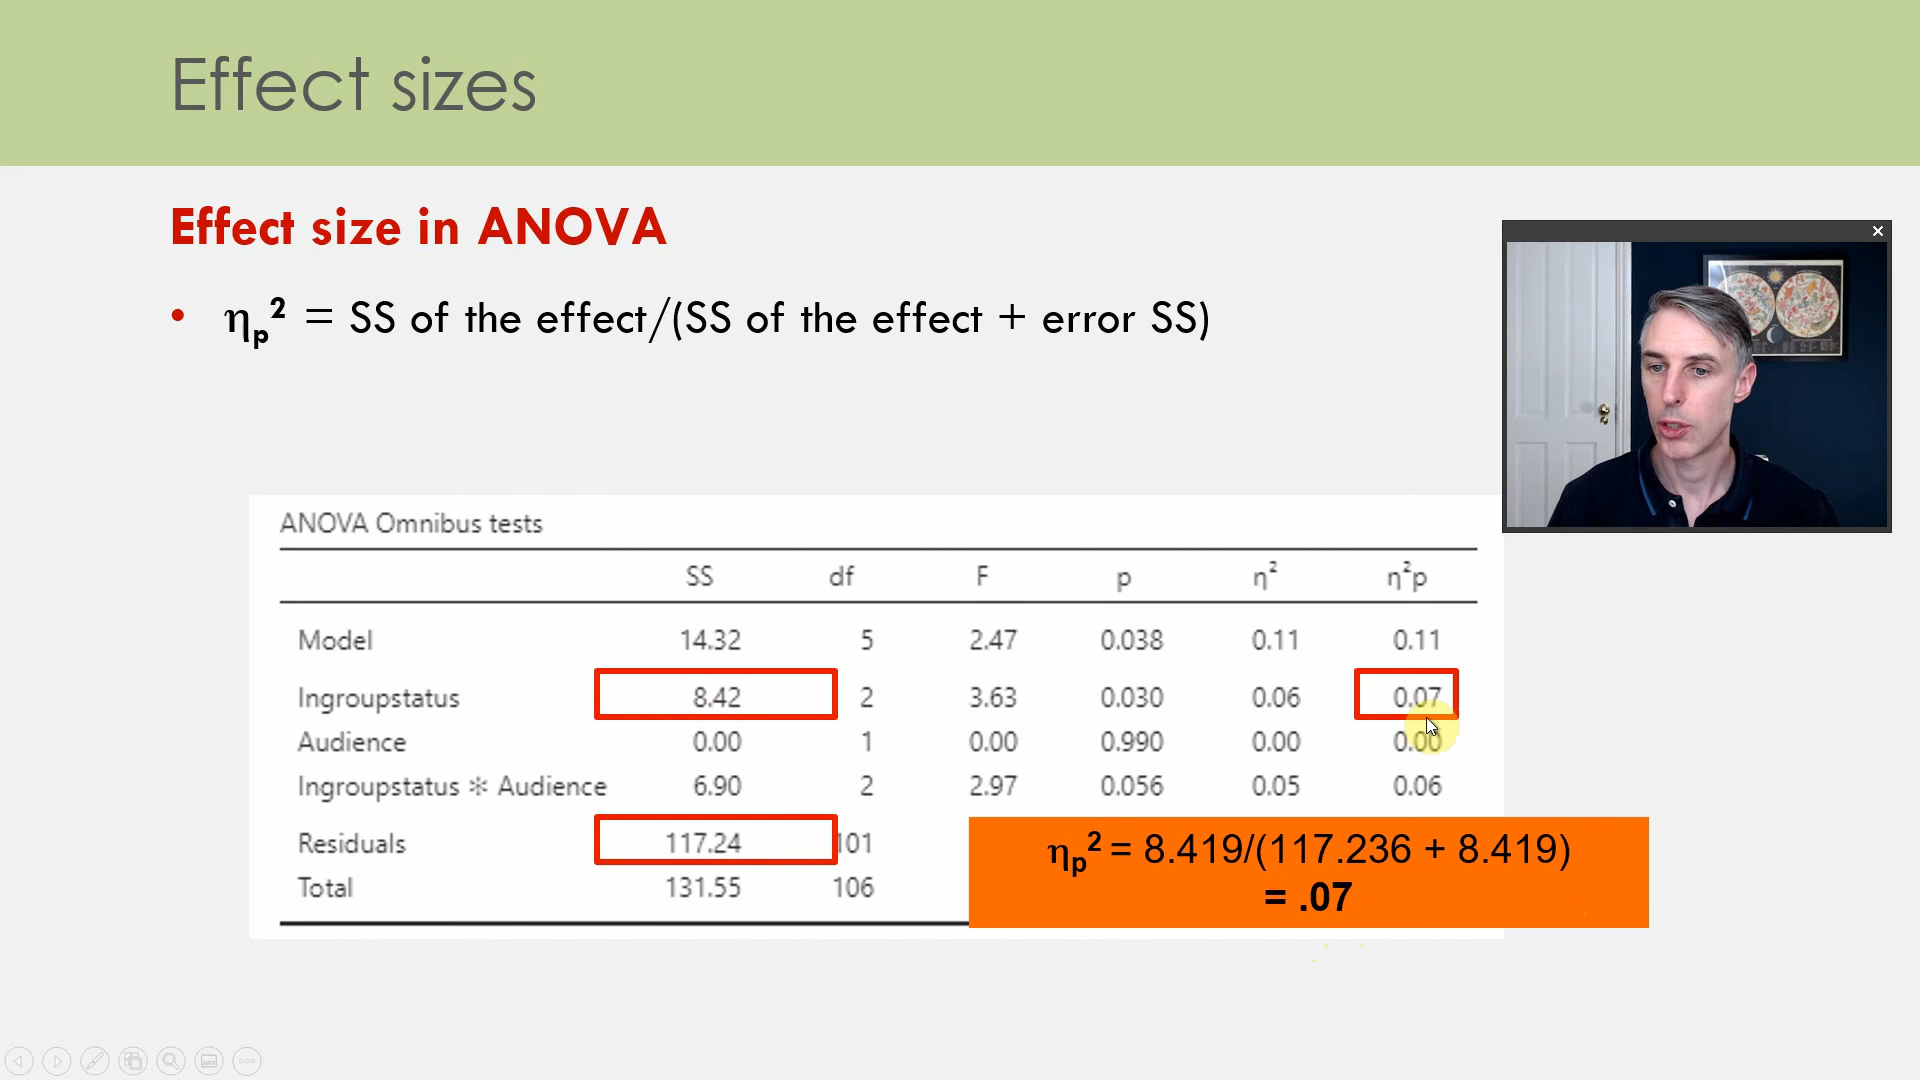 Effect sizes
Effect size in ANOVA
• ηp² = SS of the effect/(SS of the effect + error SS)
ANOVA Omnibus tests
SS df F p η² η²p
Model 14.32 5 2.47 0.038 0.11 0.11
Ingroupstatus 8.42 2 3.63 0.030 0.06 0.07
Audience 0.00 1 0.00 0.990 0.00 0.00
Ingroupstatus ✻ Audience 6.90 2 2.97 0.056 0.05 0.06
Residuals 117.24 101
Total 131.55 106
ηp² = 8.419/(117.236 + 8.419)
= .07